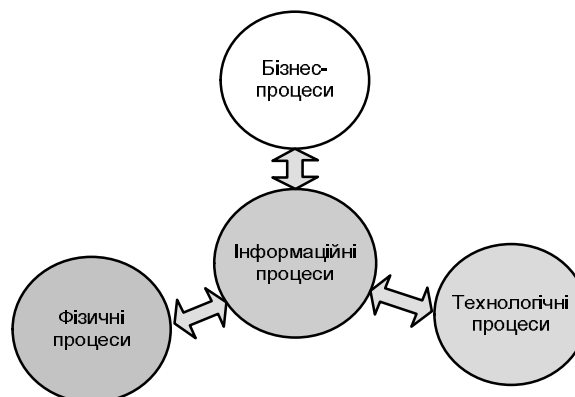 Бізнес-
процеси
Інформаційні
процеси
Фізичні
процеси
Технологічні
процеси